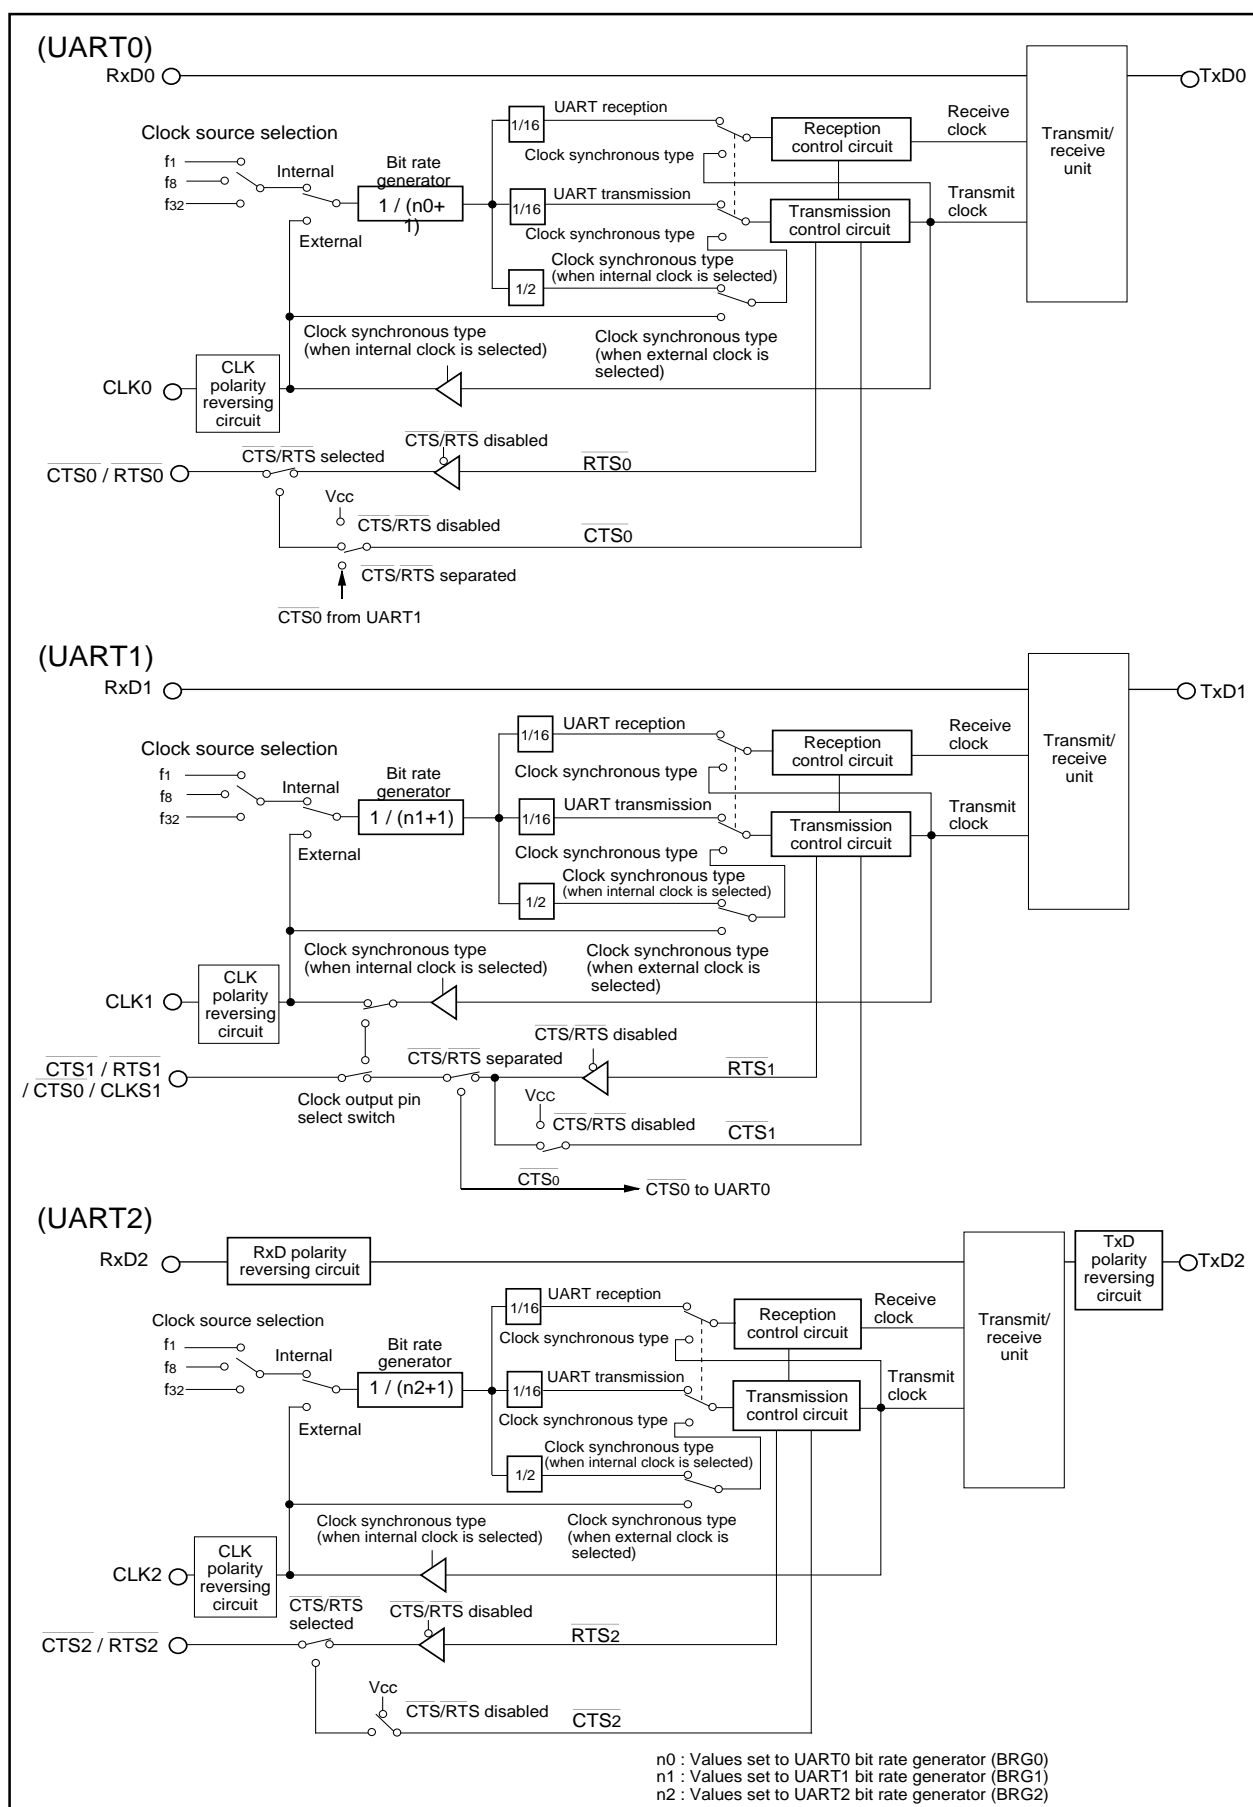 (UART0)
RxD0
TxD0
Clock source selection
f1
f8
f32
Internal
External
Bit rate
generator
1 / (n0+
1)
1/16
UART reception
Clock synchronous type
1/16
UART transmission
Clock synchronous type
Clock synchronous type
(when internal clock is selected)
1/2
Reception
control circuit
Transmission
control circuit
Receive
clock
Transmit
clock
Transmit/
receive
unit
Clock synchronous type
(when internal clock is selected)
Clock synchronous type
(when external clock is
selected)
CLK0
CLK
polarity
reversing
circuit
CTS/RTS disabled
CTS/RTS selected
CTS0 / RTS0
RTS0
Vcc
CTS/RTS disabled
CTS0
CTS/RTS separated
CTS0 from UART1
(UART1)
RxD1
TxD1
Clock source selection
f1
f8
f32
Internal
External
Bit rate
generator
1 / (n1+1)
1/16
UART reception
Clock synchronous type
1/16
UART transmission
Clock synchronous type
Clock synchronous type
(when internal clock is selected)
1/2
Reception
control circuit
Transmission
control circuit
Receive
clock
Transmit
clock
Transmit/
receive
unit
Clock synchronous type
(when internal clock is selected)
Clock synchronous type
(when external clock is
selected)
CLK1
CLK
polarity
reversing
circuit
CTS/RTS disabled
CTS/RTS separated
CTS1 / RTS1
/ CTS0 / CLKS1
RTS1
Clock output pin
select switch
VCC
CTS/RTS disabled
CTS1
CTS0
CTS0 to UART0
(UART2)
RxD2
RxD polarity
reversing circuit
TxD
polarity
reversing
circuit
TxD2
Clock source selection
f1
f8
f32
Internal
External
Bit rate
generator
1 / (n2+1)
1/16
UART reception
Clock synchronous type
1/16
UART transmission
Clock synchronous type
Clock synchronous type
(when internal clock is selected)
1/2
Reception
control circuit
Transmission
control circuit
Receive
clock
Transmit
clock
Transmit/
receive
unit
Clock synchronous type
(when internal clock is selected)
Clock synchronous type
(when external clock is
selected)
CLK2
CLK
polarity
reversing
circuit
CTS/RTS
selected
CTS/RTS disabled
CTS2 / RTS2
RTS2
Vcc
CTS/RTS disabled
CTS2
n0 : Values set to UART0 bit rate generator (BRG0)
n1 : Values set to UART1 bit rate generator (BRG1)
n2 : Values set to UART2 bit rate generator (BRG2)